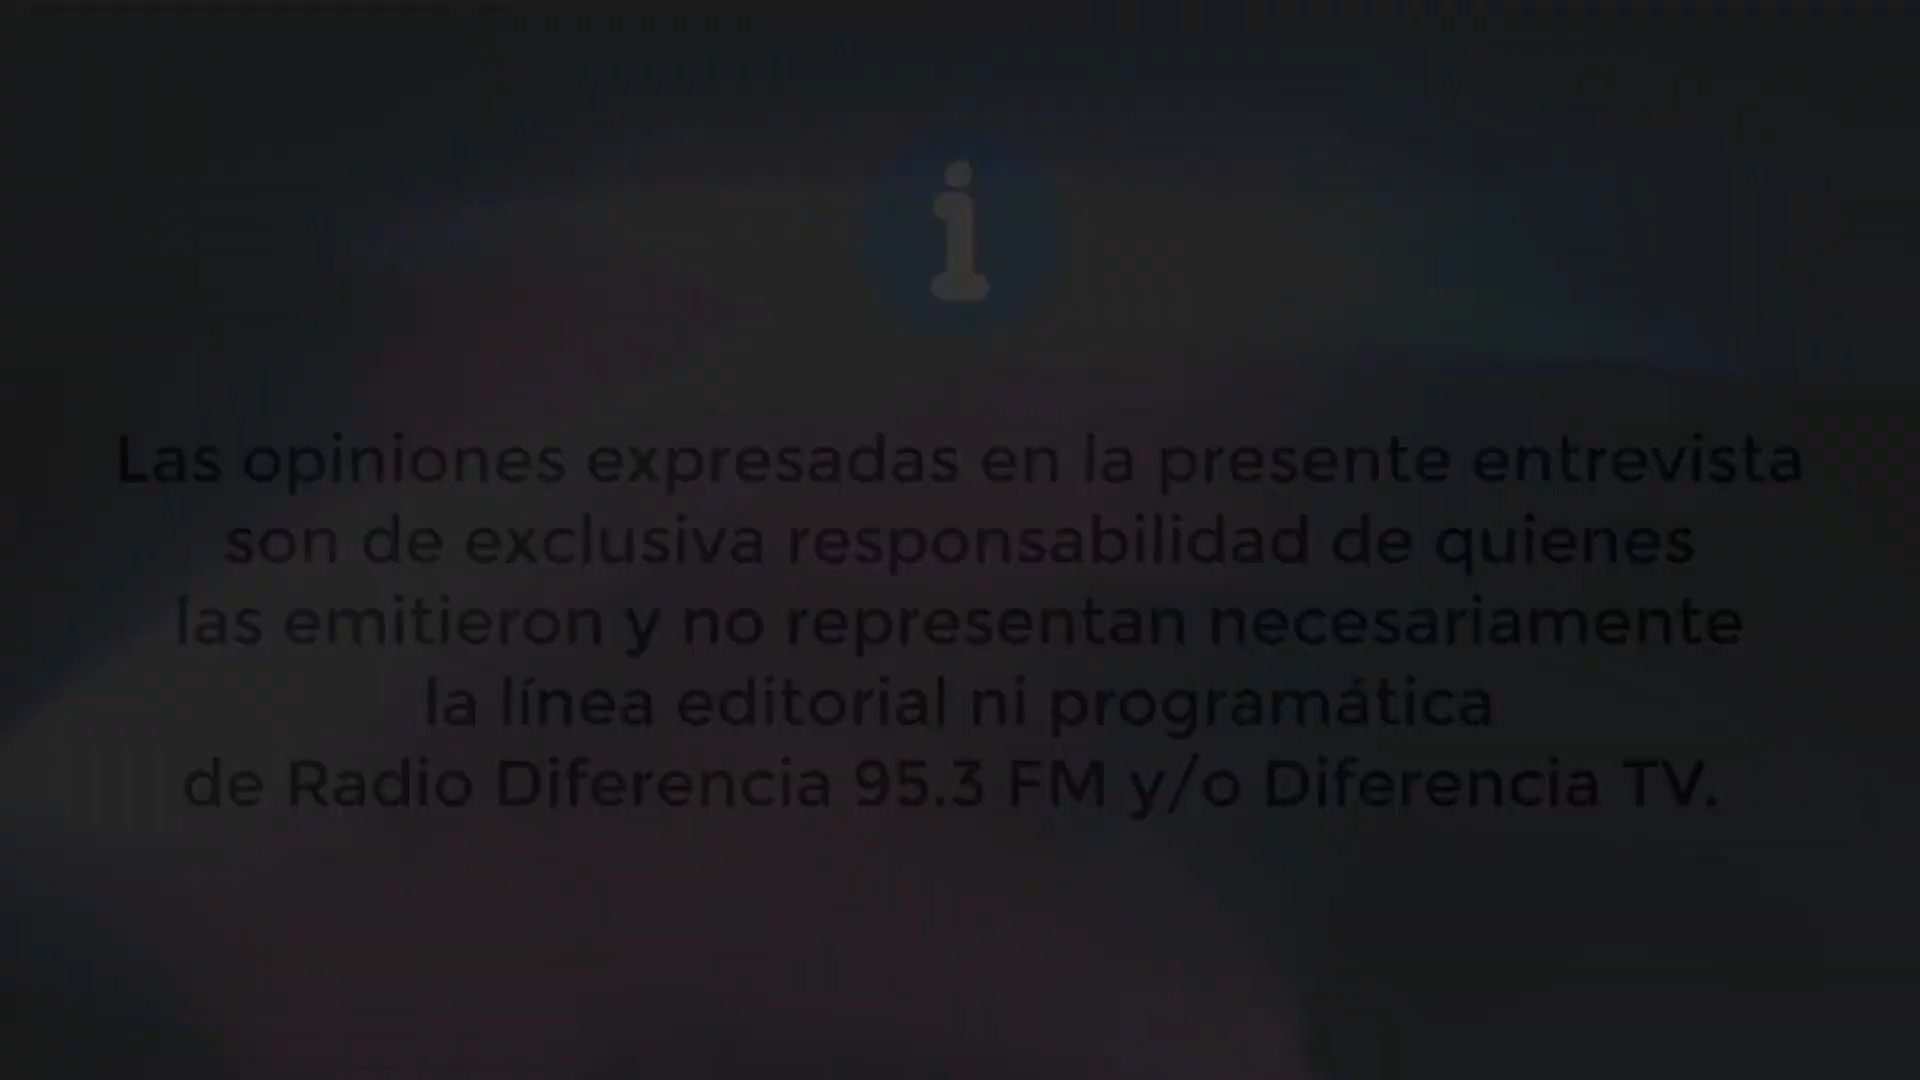 i
Las opiniones expresadas en la presente entrevista
son de exclusiva responsabilidad de quienes
las emitieron y no representan necesariamente
la línea editorial ni programática
de Radio Diferencia 95.3 FM y/o Diferencia TV.